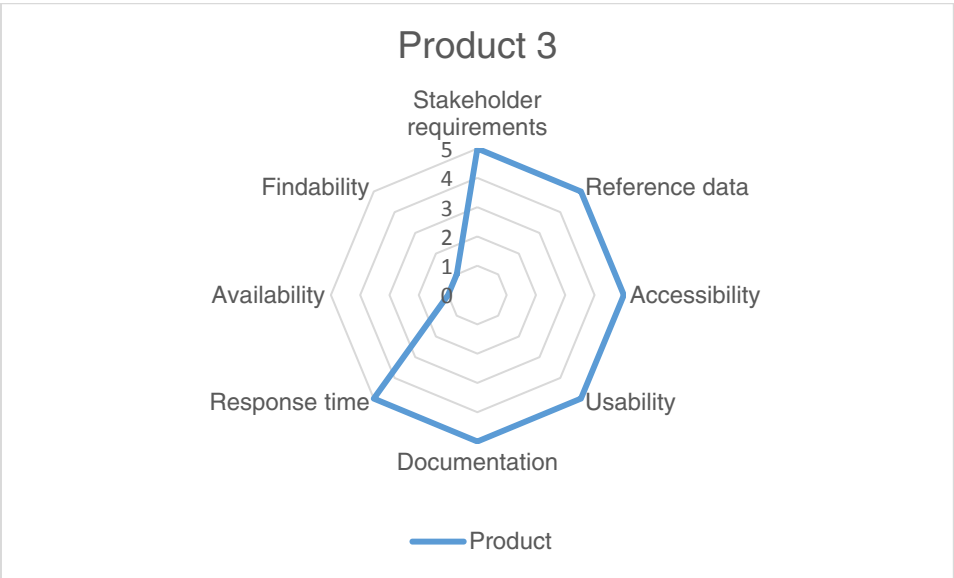 Product 3
Stakeholder
requirements
5
4
3
2
1
0
Findability
Reference data
Availability
Accessibility
Response time
Usability
Documentation
Product